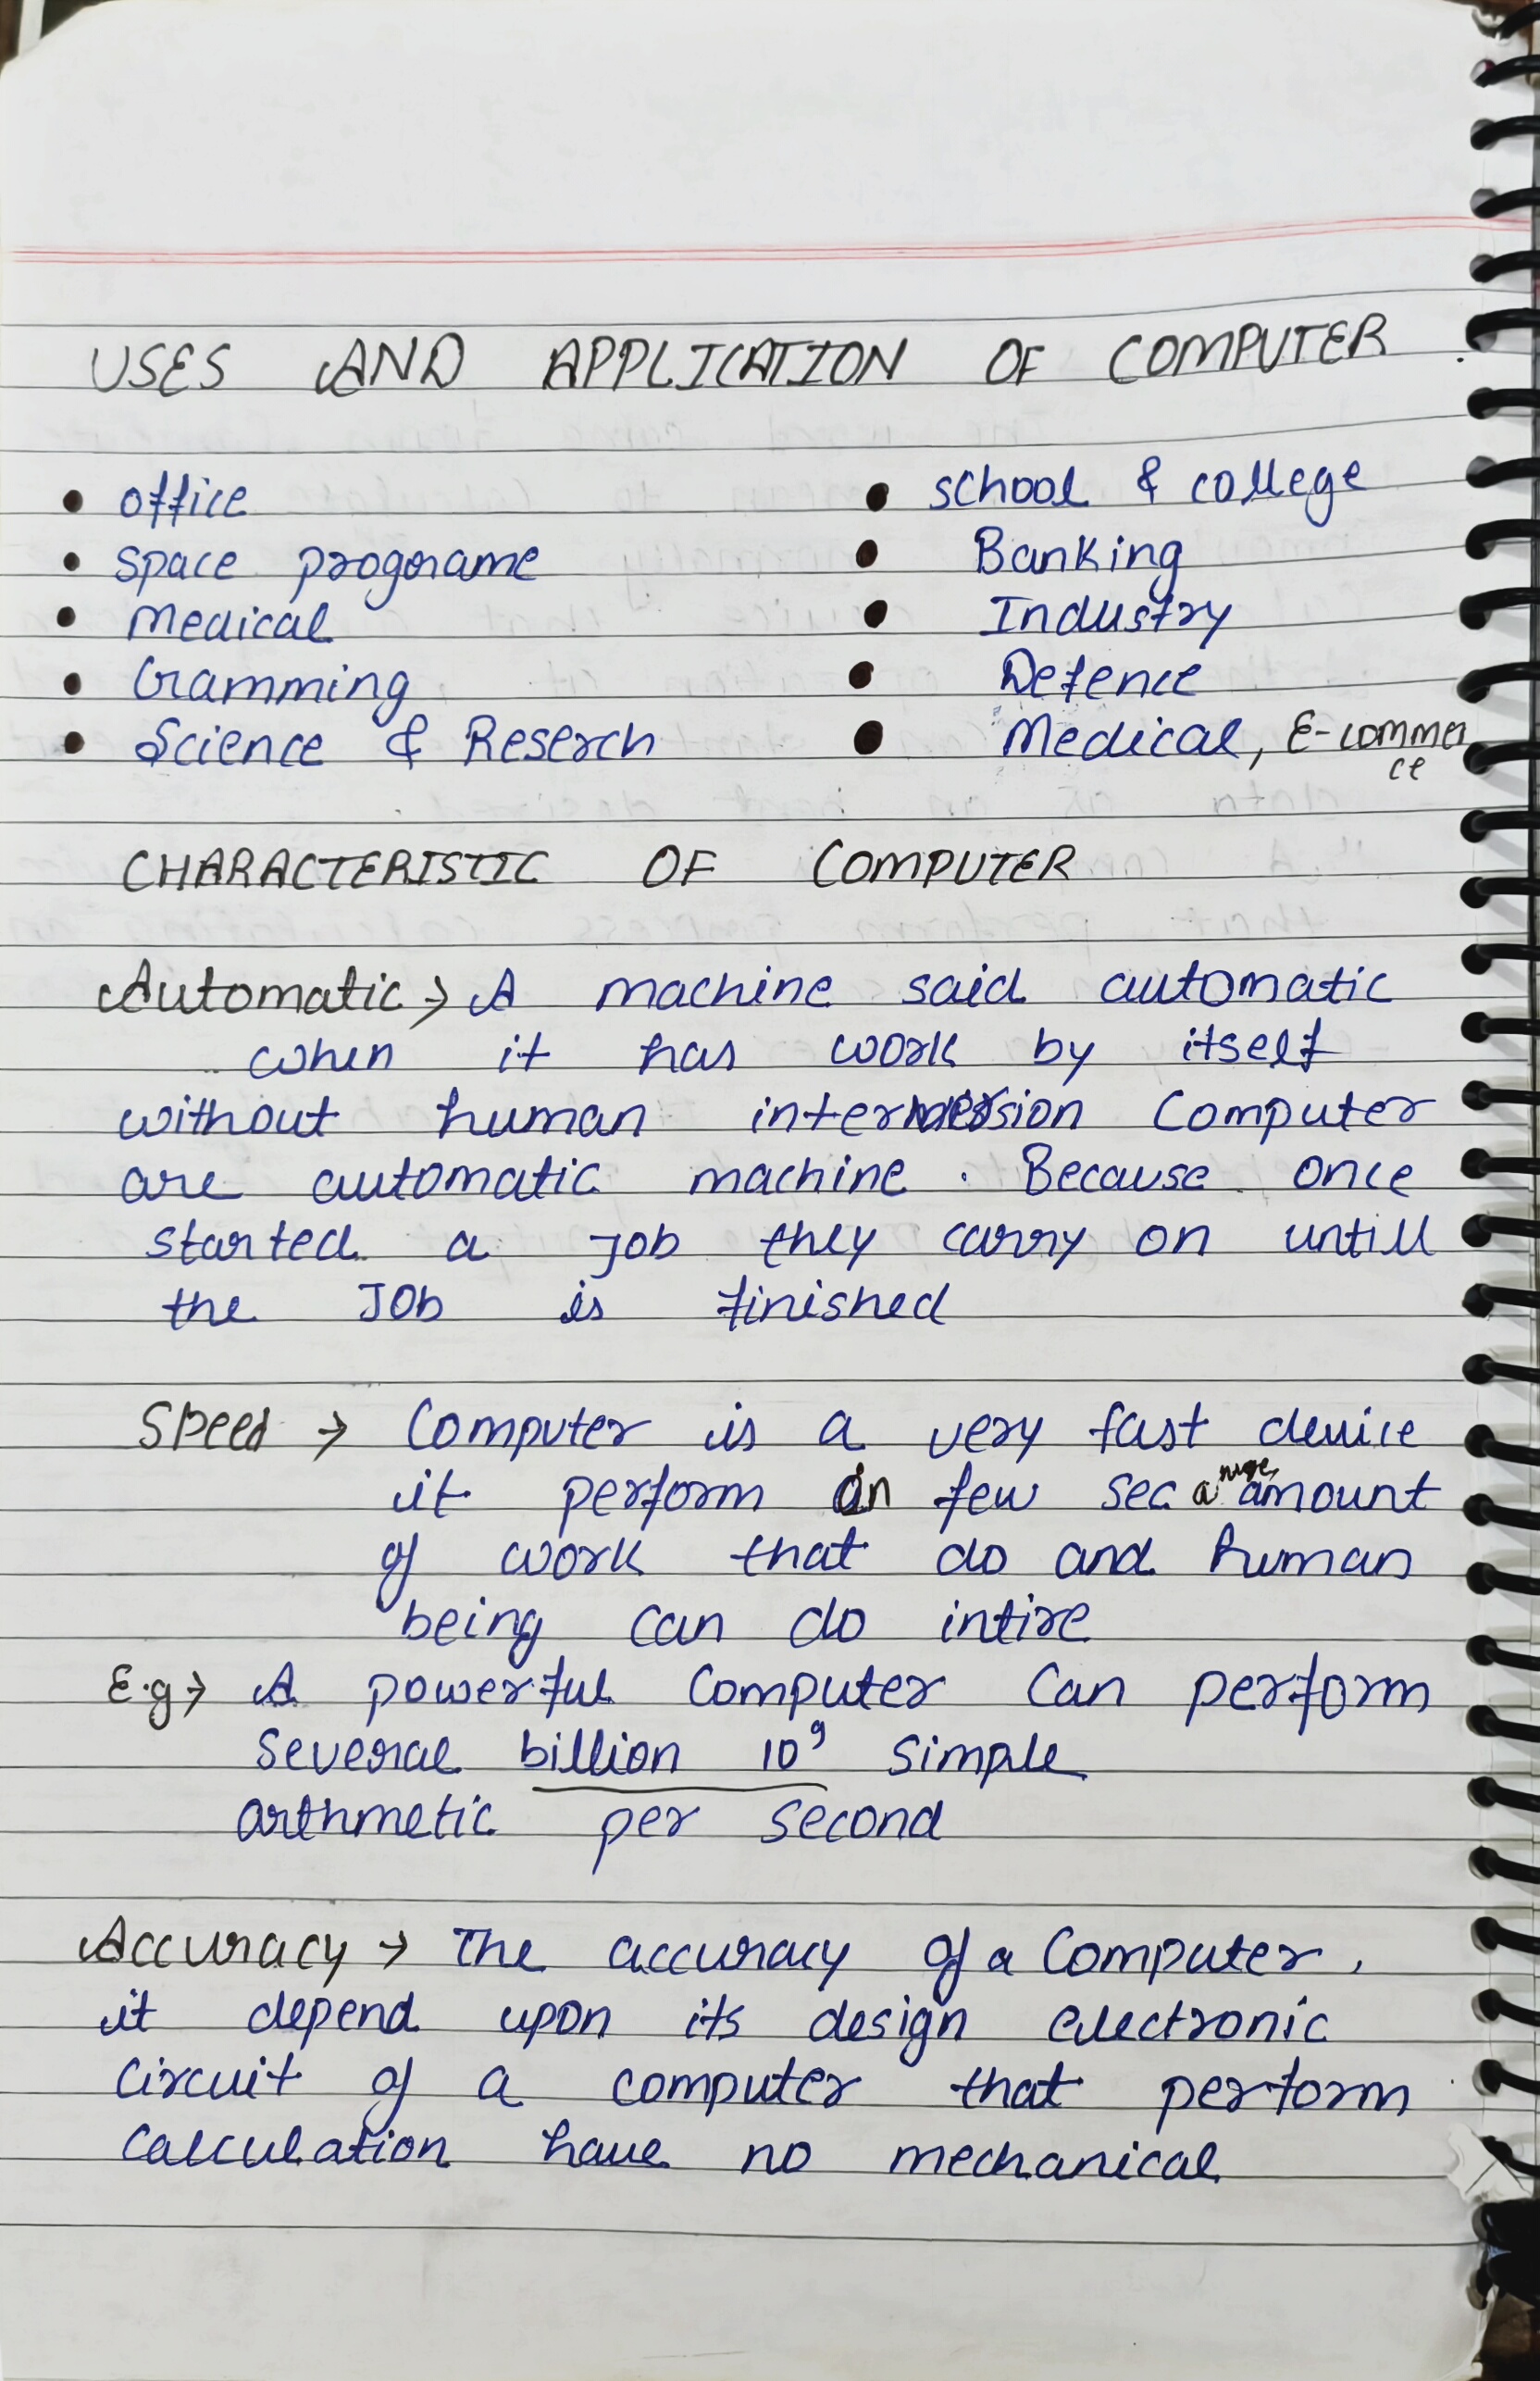 USES AND APPLICATION OF COMPUTER
• office • school & college
• space programe • Banking
• Medical • Industry
• Gramming • Defence
• Science & Reserch • Medical, E-commer
ce
CHARACTERISTIC OF COMPUTER
Automatic → A machine said automatic
when it has work by itself
without human Computer
are automatic machine . Because once
started a job they carry on untill
the JOb is finished
Speed → Computer is a very fast device
it perform in few sec a amount
of work that do and human
being can do intire
E.g → A powerful Computer Can perform
several billion 10⁹ simple
arthmetic per second
Accuracy → The accuracy of a Computer.
it depend upon its design electronic
Circuit of a computer that perform
Calculation have no mechanical